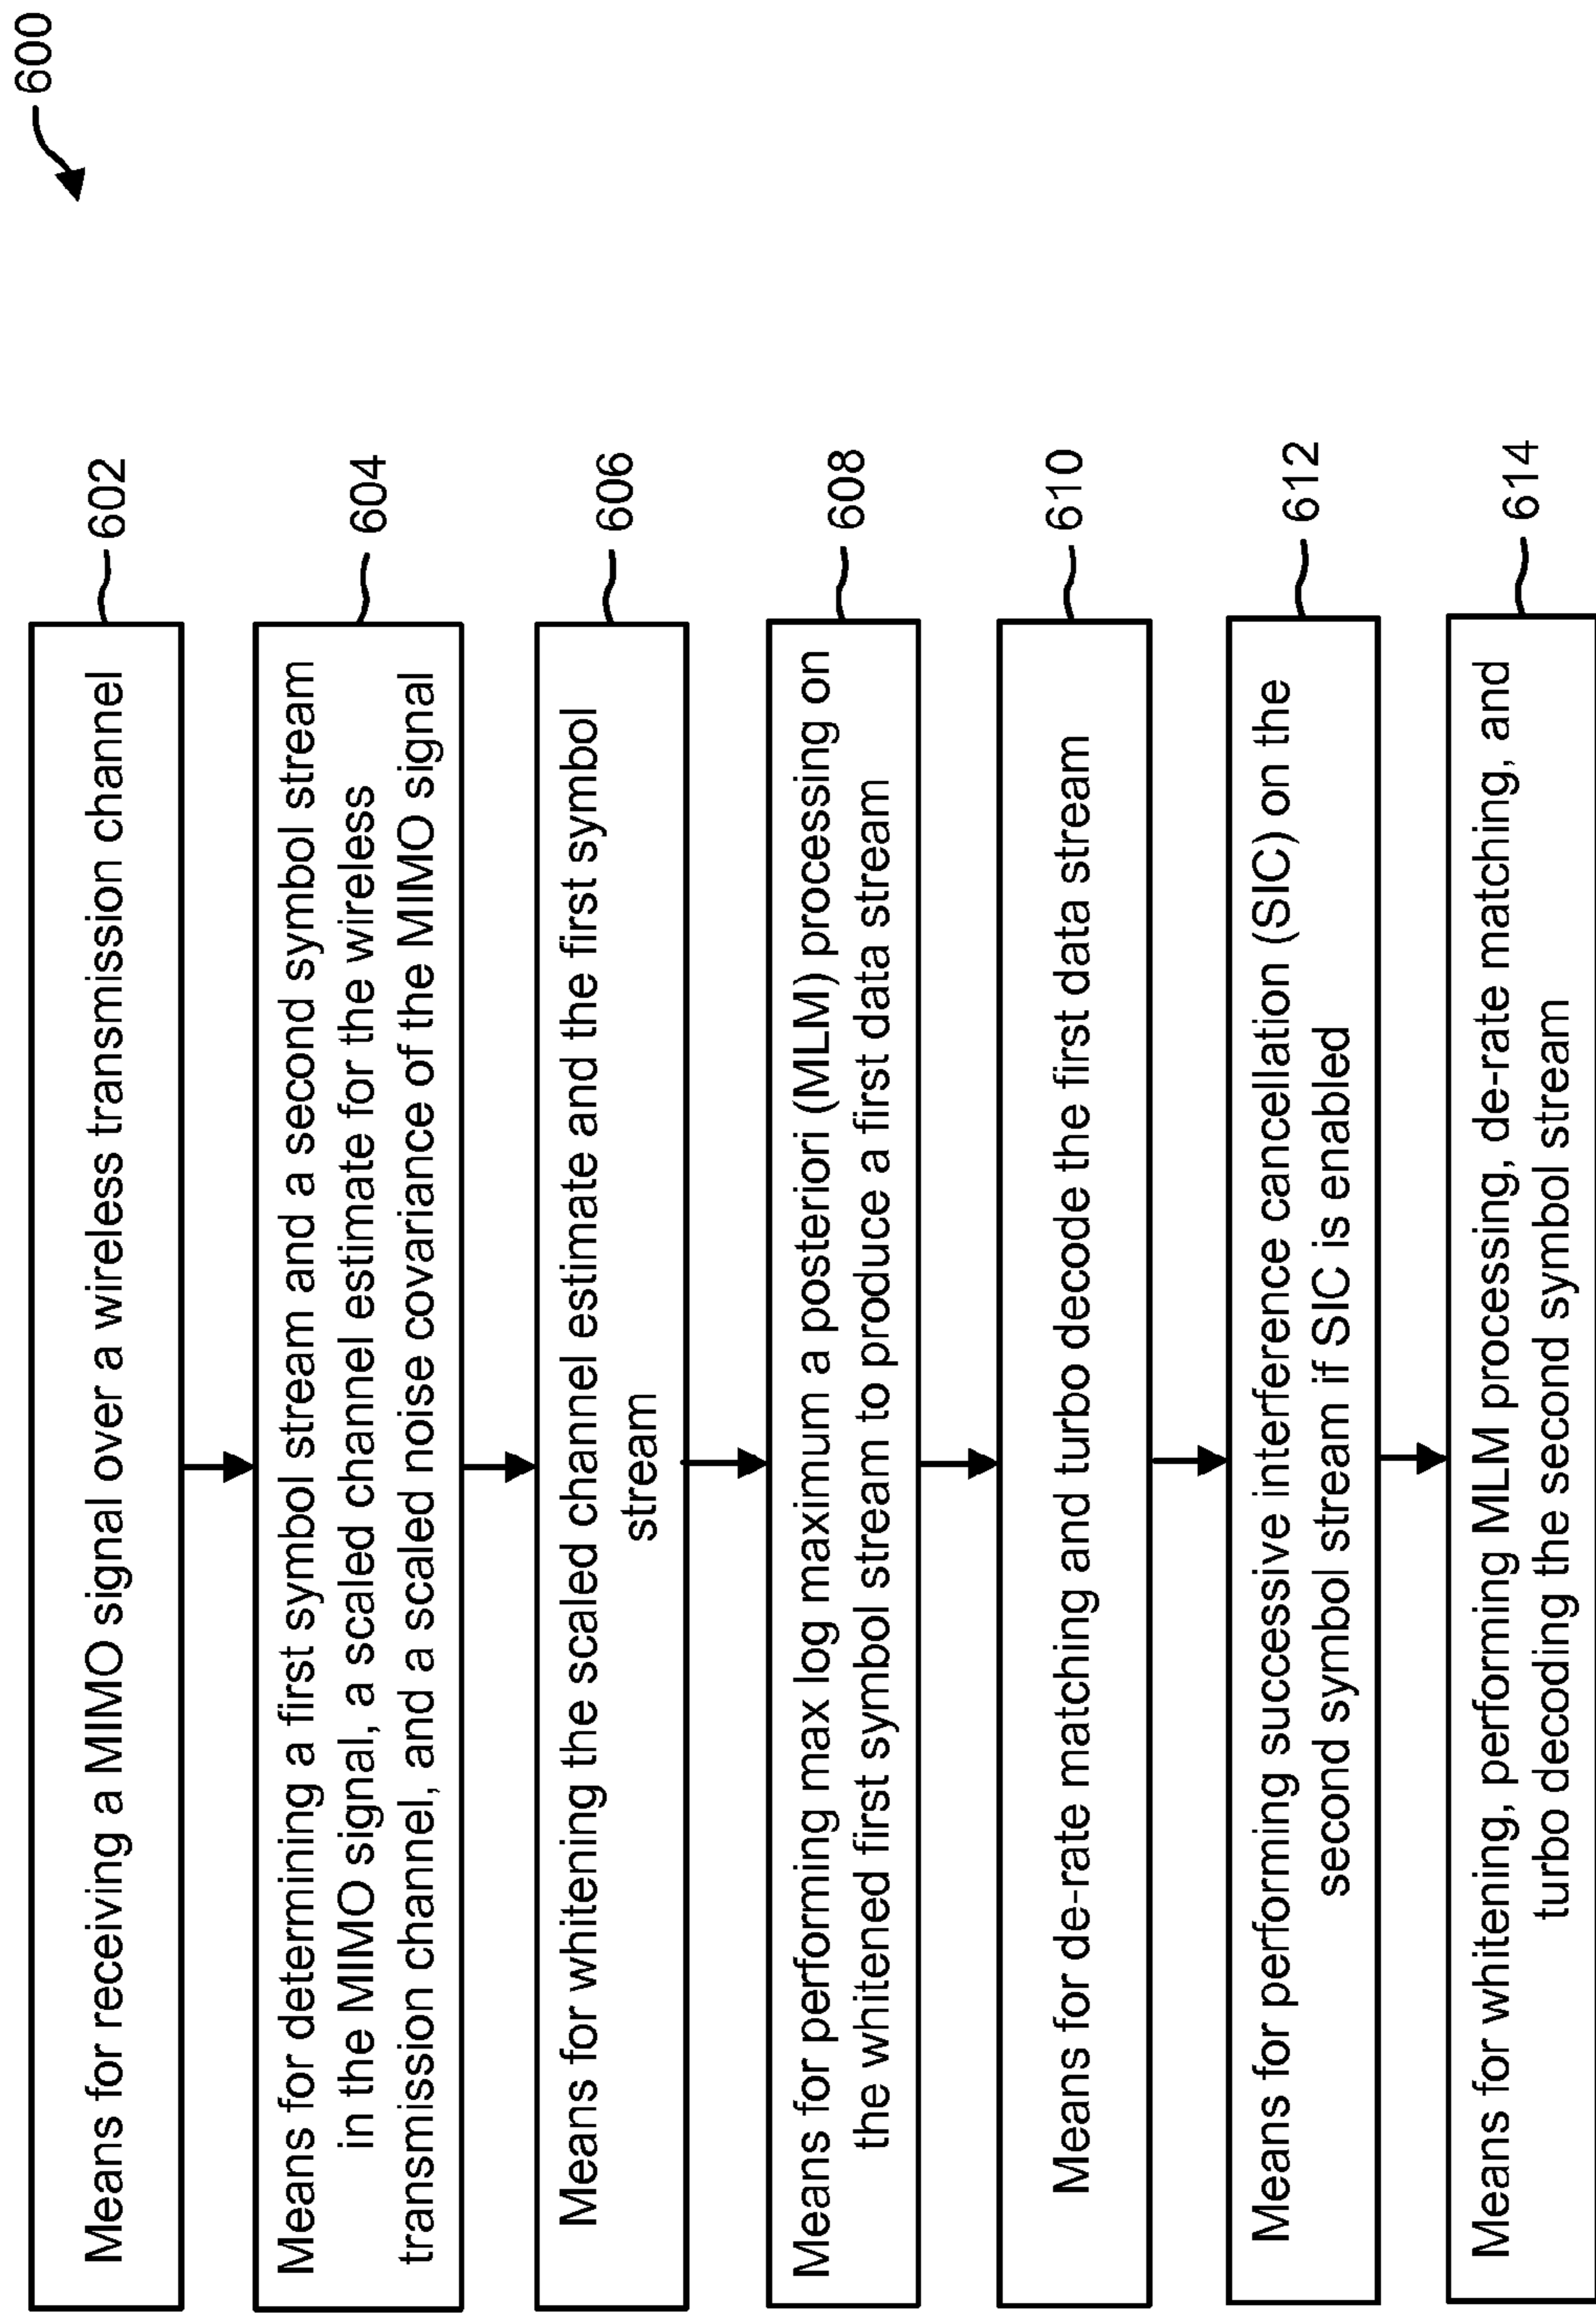 600
Means for receiving a MIMO signal over a wireless transmission channel
602
Means for determining a first symbol stream and a second symbol stream
in the MIMO signal, a scaled channel estimate for the wireless
transmission channel, and a scaled noise covariance of the MIMO signal
604
Means for whitening the scaled channel estimate and the first symbol
stream
606
Means for performing max log maximum a posteriori (MLM) processing on
the whitened first symbol stream to produce a first data stream
608
Means for de-rate matching and turbo decode the first data stream
610
Means for performing successive interference cancellation (SIC) on the
second symbol stream if SIC is enabled
612
Means for whitening, performing MLM processing, de-rate matching, and
turbo decoding the second symbol stream
614